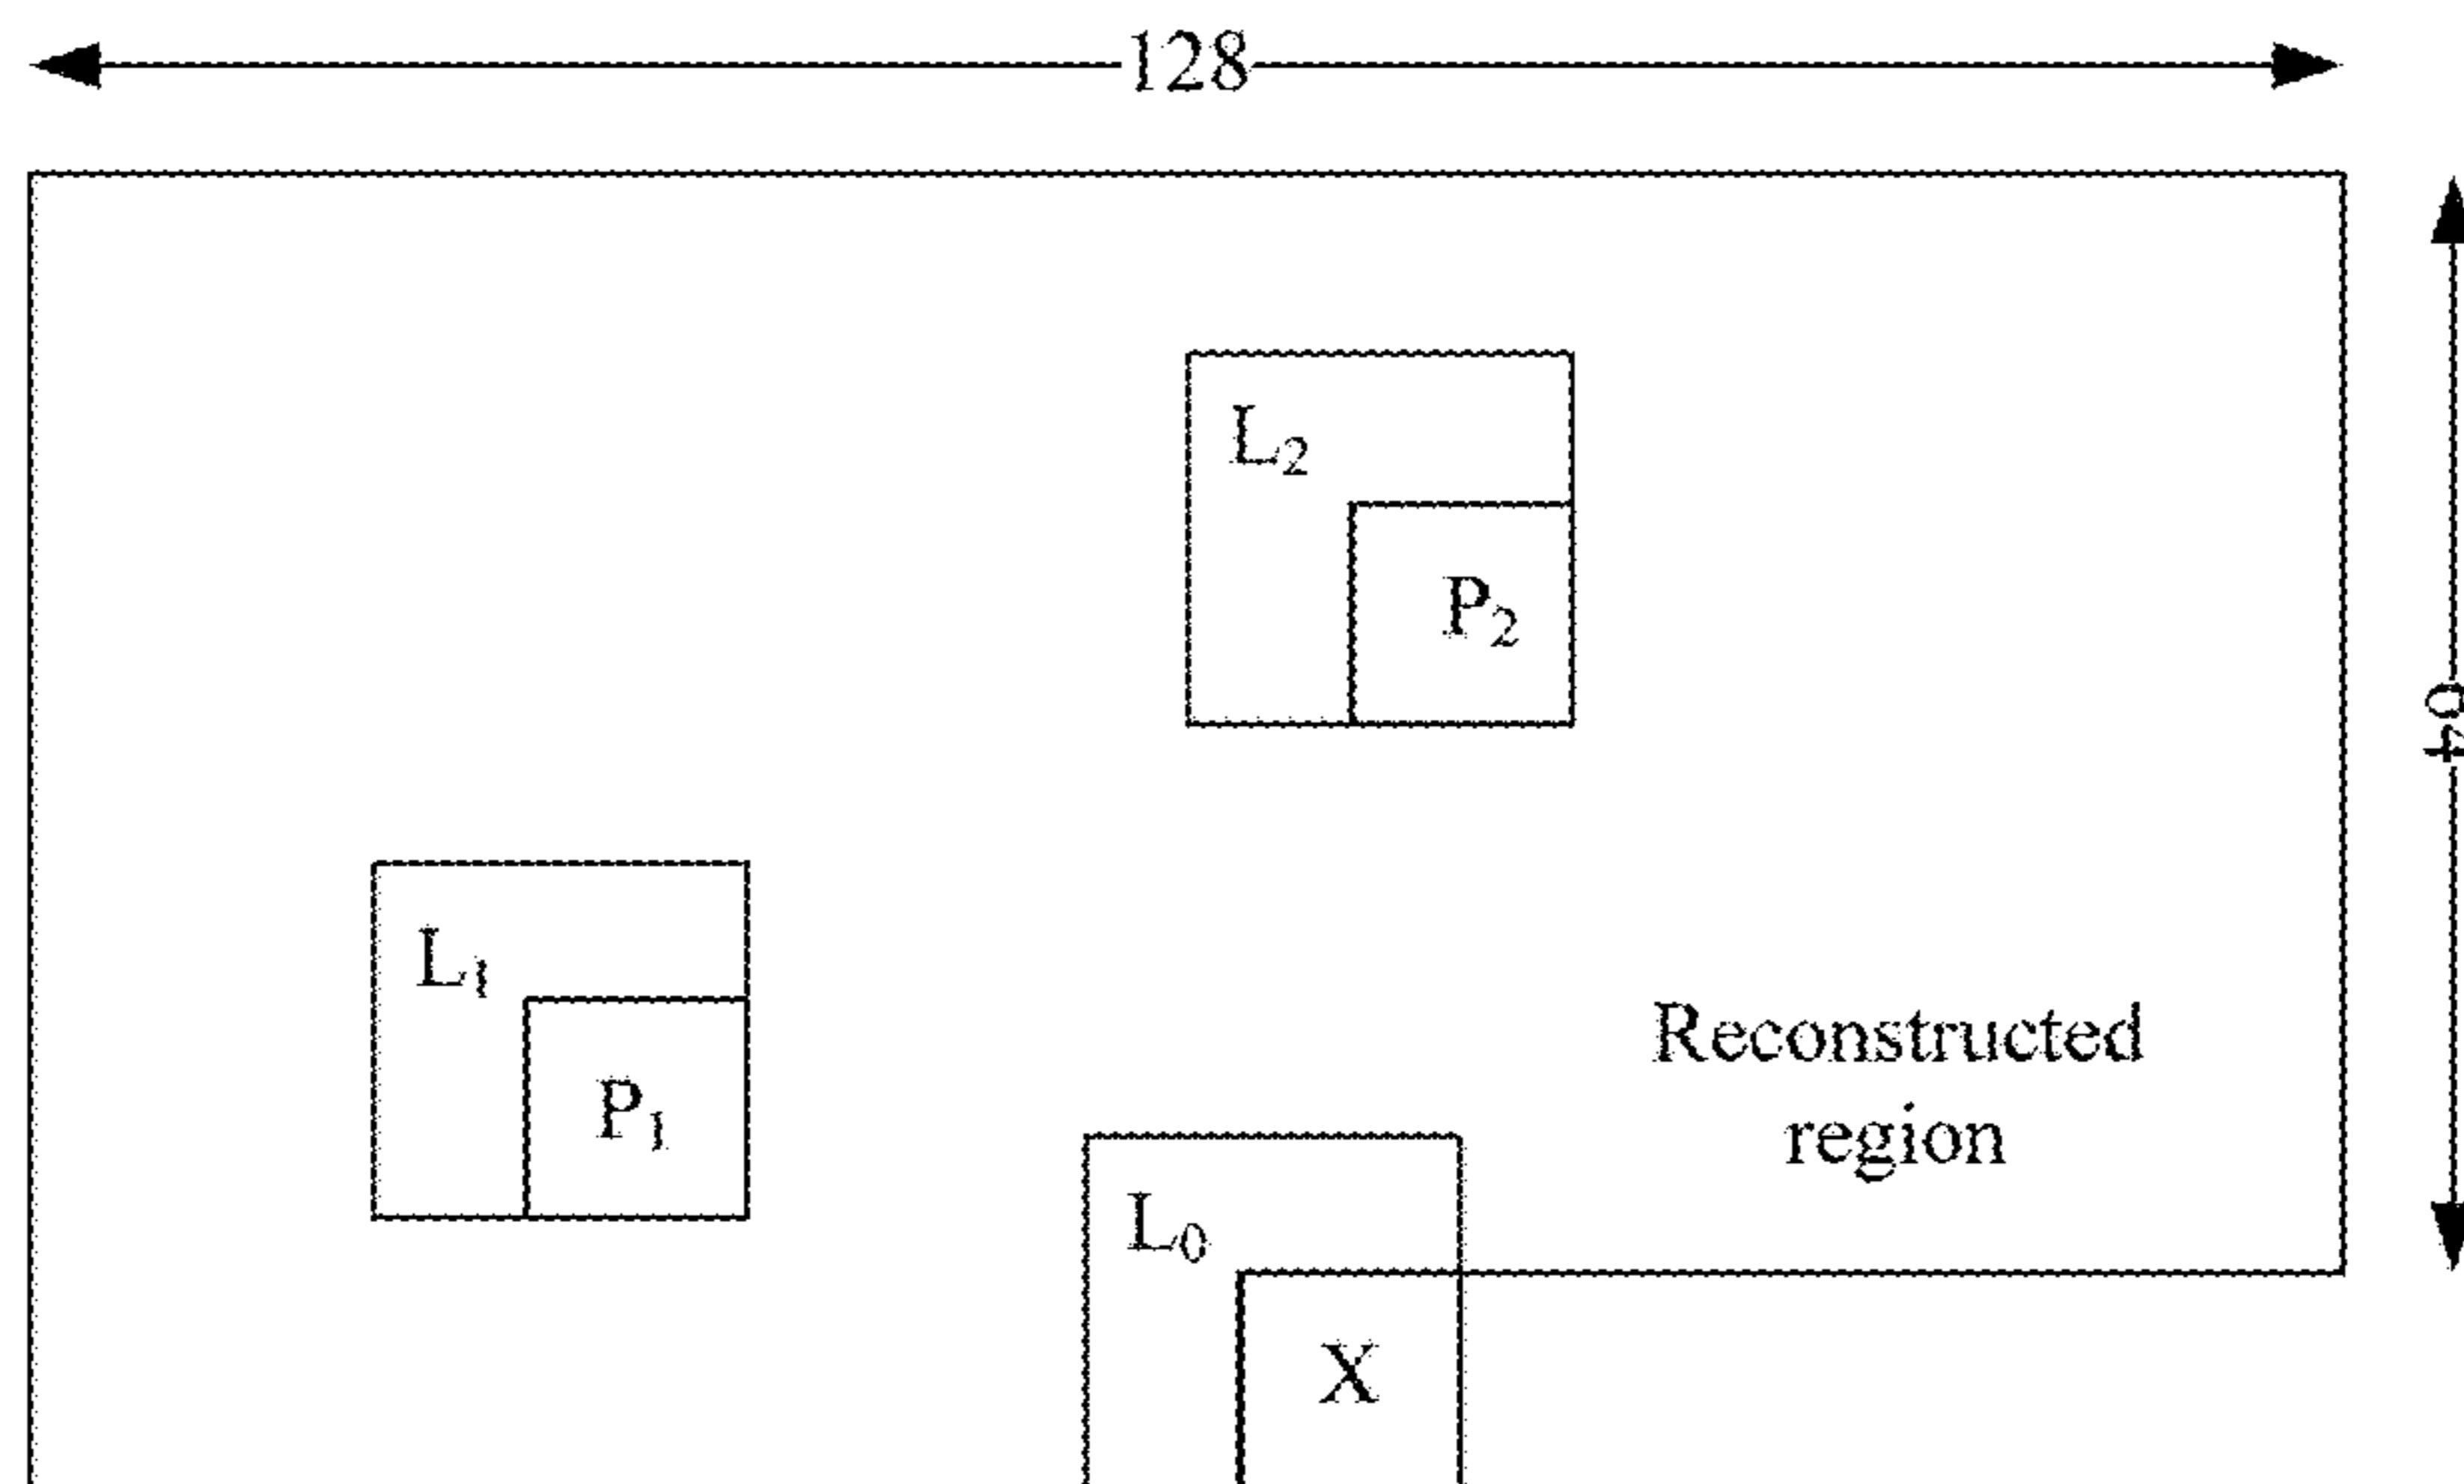 128
L₂
P₂
64
L₁
P₁
Reconstructed
region
L₀
X